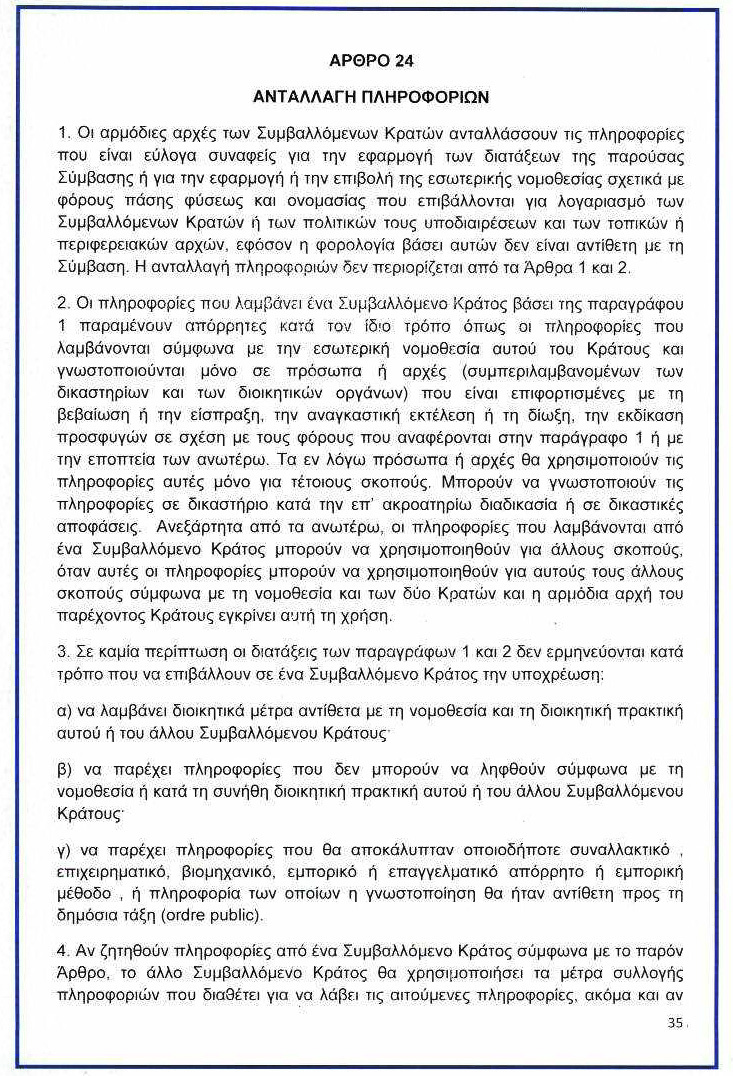 ΑΡΘΡΟ 24
ΑΝΤΑΛΛΑΓΗ ΠΛΗΡΟΦΟΡΙΩΝ
1. Οι αρμόδιες αρχές των Συμβαλλόμενων Κρατών ανταλλάσσουν τις πληροφορίες
που είναι εύλογα συναφείς για την εφαρμογή των διατάξεων της παρούσας
Σύμβασης ή για την εφαρμογή ή την επιβολή της εσωτερικής νομοθεσίας σχετικά με
φόρους πάσης φύσεως και ονομασίας που επιβάλλονται για λογαριασμό των
Συμβαλλόμενων Κρατών ή των πολιτικών τους υποδιαιρέσεων και των τοπικών ή
περιφερειακών αρχών, εφόσον η φορολογία βάσει αυτών δεν είναι αντίθετη με τη
Σύμβαση. Η ανταλλαγή πληροφοριών δεν περιορίζεται από τα Άρθρα 1 και 2.
2. Οι πληροφορίες που λαμβάνει ένα Συμβαλλόμενο Κράτος βάσει της παραγράφου
1 παραμένουν απόρρητες κατά τον ίδιο τρόπο όπως οι πληροφορίες που
λαμβάνονται σύμφωνα με την εσωτερική νομοθεσία αυτού του Κράτους και
γνωστοποιούνται μόνο σε πρόσωπα ή αρχές (συμπεριλαμβανομένων των
δικαστηρίων και των διοικητικών οργάνων) που είναι επιφορτισμένες με τη
βεβαίωση ή την είσπραξη, την αναγκαστική εκτέλεση ή τη δίωξη, την εκδίκαση
προσφυγών σε σχέση με τους φόρους που αναφέρονται στην παράγραφο 1 ή με
την εποπτεία των ανωτέρω. Τα εν λόγω πρόσωπα ή αρχές θα χρησιμοποιούν τις
πληροφορίες αυτές μόνο για τέτοιους σκοπούς. Μπορούν να γνωστοποιούν τις
πληροφορίες σε δικαστήριο κατά την επ' ακροατηρίω διαδικασία ή σε δικαστικές
αποφάσεις. Ανεξάρτητα από τα ανωτέρω, οι πληροφορίες που λαμβάνονται από
ένα Συμβαλλόμενο Κράτος μπορούν να χρησιμοποιηθούν για άλλους σκοπούς,
όταν αυτές οι πληροφορίες μπορούν να χρησιμοποιηθούν για αυτούς τους άλλους
σκοπούς σύμφωνα με τη νομοθεσία και των δύο Κρατών και η αρμόδια αρχή του
παρέχοντος Κράτους εγκρίνει αυτή τη χρήση.
3. Σε καμία περίπτωση οι διατάξεις των παραγράφων 1 και 2 δεν ερμηνεύονται κατά
τρόπο που να επιβάλλουν σε ένα Συμβαλλόμενο Κράτος την υποχρέωση:
α) να λαμβάνει διοικητικά μέτρα αντίθετα με τη νομοθεσία και τη διοικητική πρακτική
αυτού ή του άλλου Συμβαλλόμενου Κράτους·
β) να παρέχει πληροφορίες που δεν μπορούν να ληφθούν σύμφωνα με τη
νομοθεσία ή κατά τη συνήθη διοικητική πρακτική αυτού ή του άλλου Συμβαλλόμενου
Κράτους·
γ) να παρέχει πληροφορίες που θα αποκάλυπταν οποιοδήποτε συναλλακτικό ,
επιχειρηματικό, βιομηχανικό, εμπορικό ή επαγγελματικό απόρρητο ή εμπορική
μέθοδο , ή πληροφορία των οποίων η γνωστοποίηση θα ήταν αντίθετη προς τη
δημόσια τάξη (ordre public).
4. Αν ζητηθούν πληροφορίες από ένα Συμβαλλόμενο Κράτος σύμφωνα με το παρόν
Άρθρο, το άλλο Συμβαλλόμενο Κράτος θα χρησιμοποιήσει τα μέτρα συλλογής
πληροφοριών που διαθέτει για να λάβει τις αιτούμενες πληροφορίες, ακόμα και αν
35